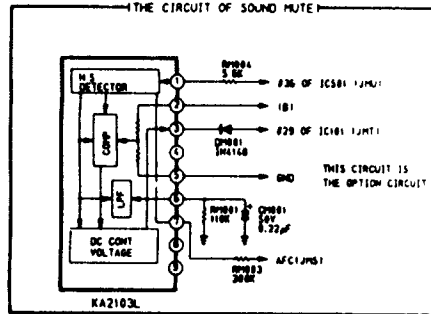 THE CIRCUIT OF SOUND MUTE
H.S
DETECTOR
COMP
LPF
DC CONT
VOLTAGE
KA2103L
1
2
3
4
5
6
7
8
9
RM004
5.6K
#36 OF IC501 (JMU)
(B)
#29 OF IC101 (JMT)
DM001
1N4148
GND
THIS CIRCUIT IS
THE OPTION CIRCUIT
RM001
110K
CM001
50V
0.22μF
AFC(JMS)
RM003